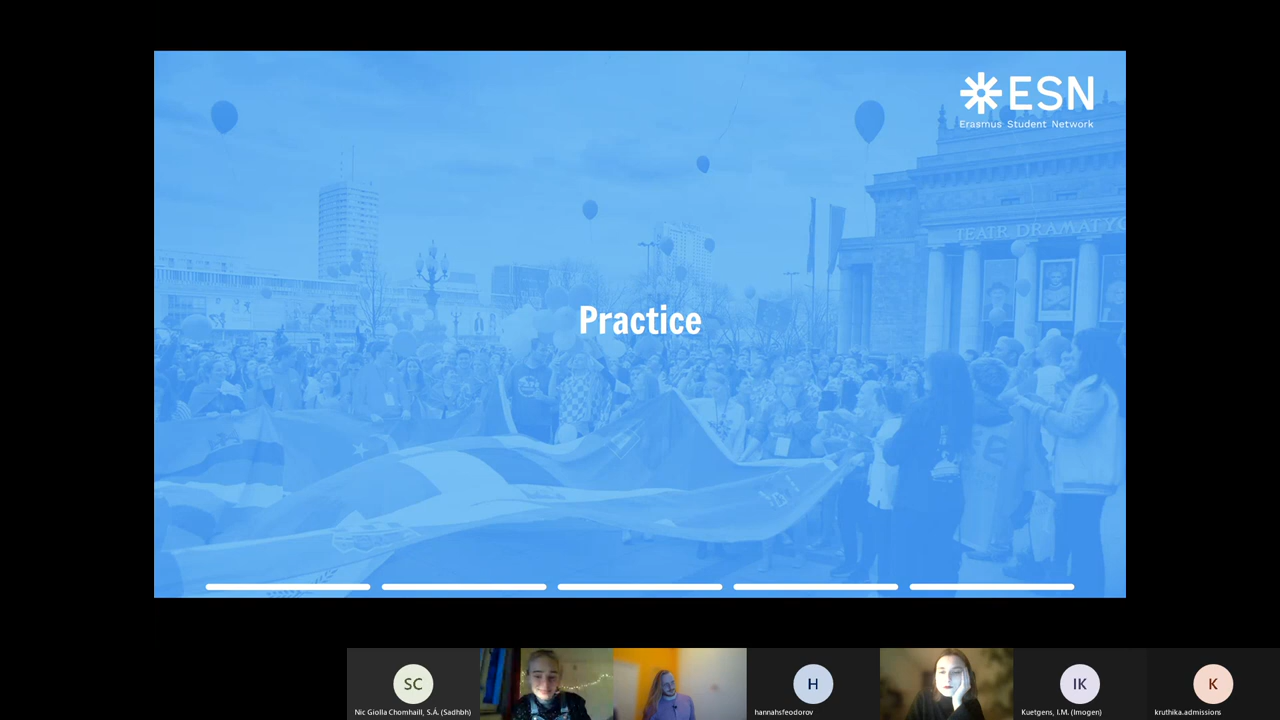 ESN
Erasmus Student Network
TEATR DRAMATYC
Practice
SC
Nic Giolla Chomhaill, S.Á. (Sadhbh)
H
hannahsfeodorov
IK
Kuetgens, I.M. (Imogen)
K
kruthika.admissions